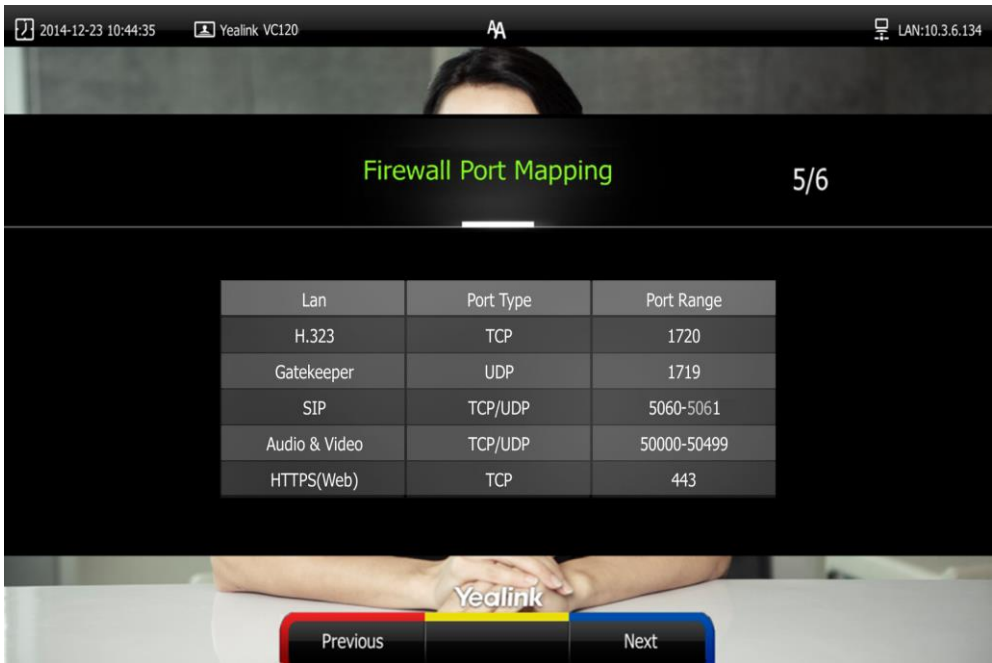 2014-12-23 10:44:35 Yealink VC120 AA LAN:10.3.6.134
Firewall Port Mapping 5/6
Lan Port Type Port Range
H.323 TCP 1720
Gatekeeper UDP 1719
SIP TCP/UDP 5060-5061
Audio & Video TCP/UDP 50000-50499
HTTPS(Web) TCP 443
Yealink
Previous Next